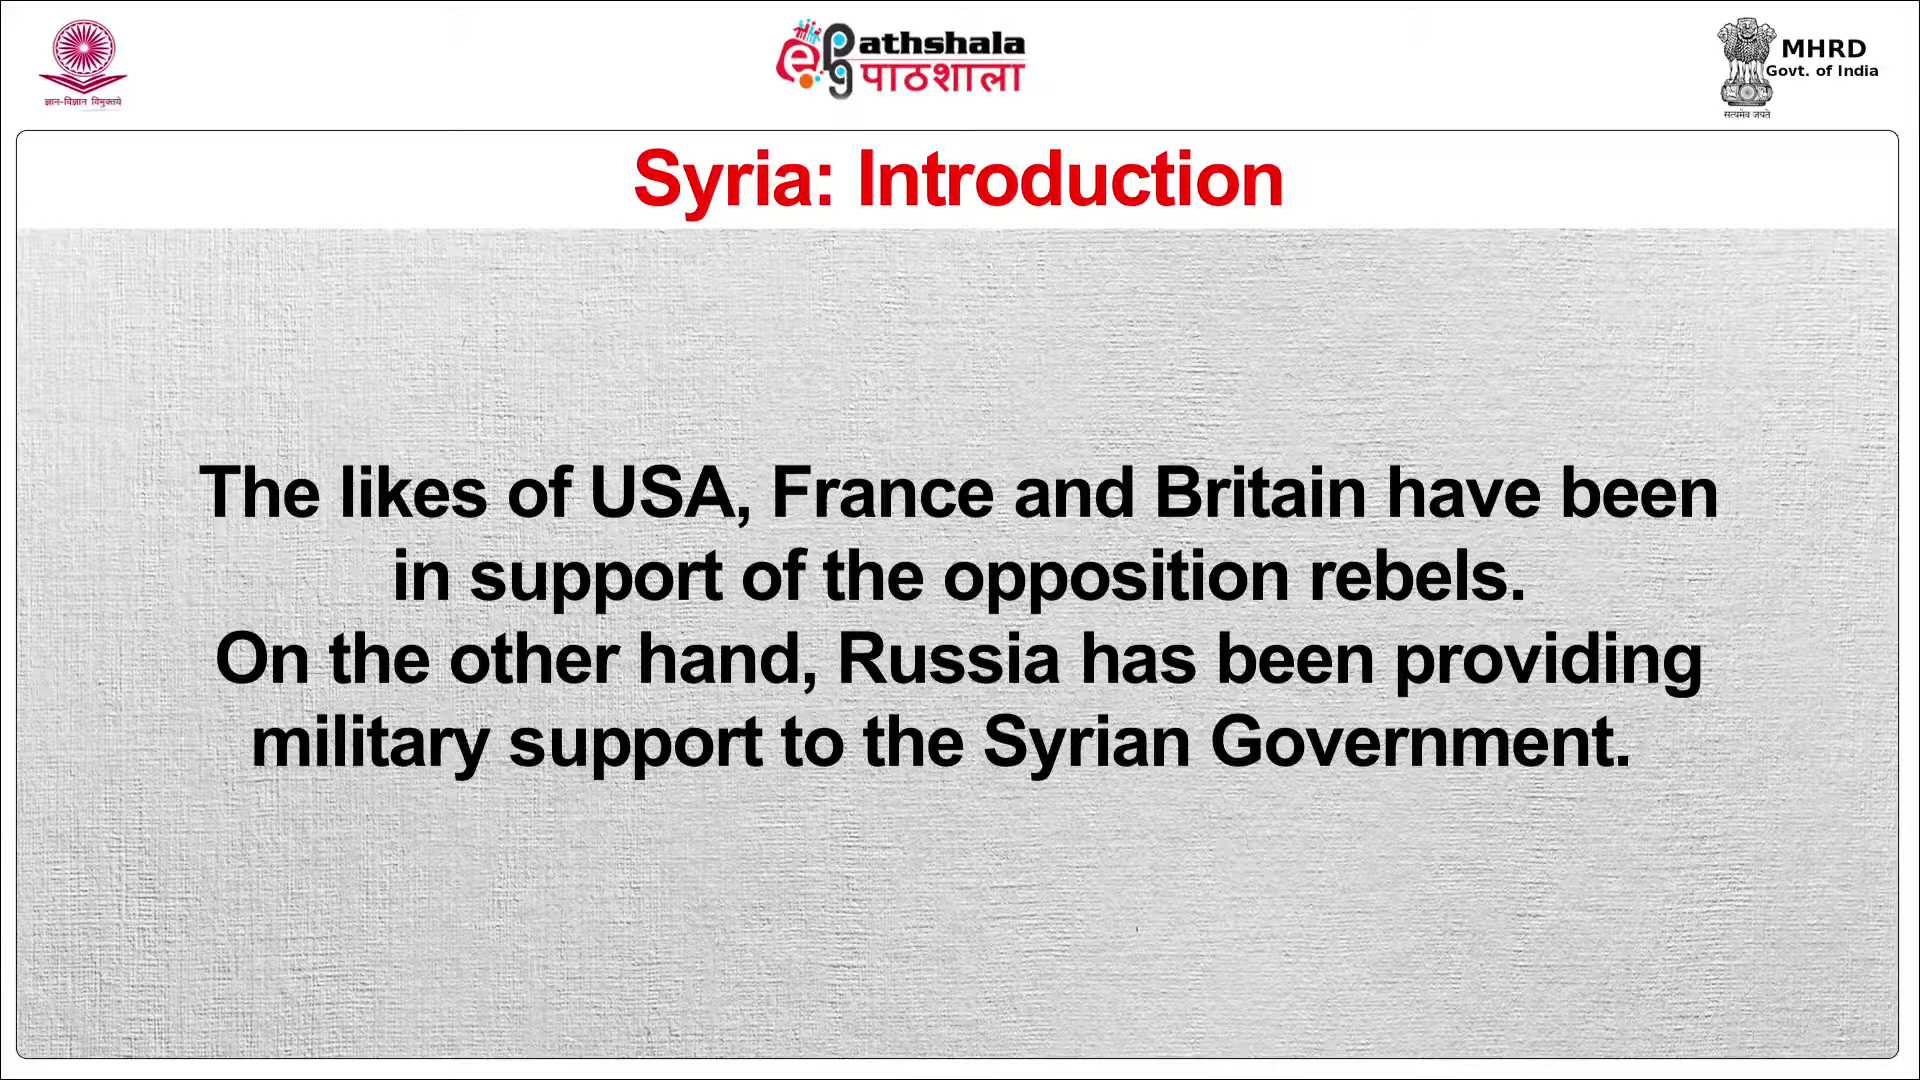 ज्ञान-विज्ञान विमुक्तये
epg
athshala
पाठशाला
MHRD
Govt. of India
सत्यमेव जयते
Syria: Introduction
The likes of USA, France and Britain have been
in support of the opposition rebels.
On the other hand, Russia has been providing
military support to the Syrian Government.